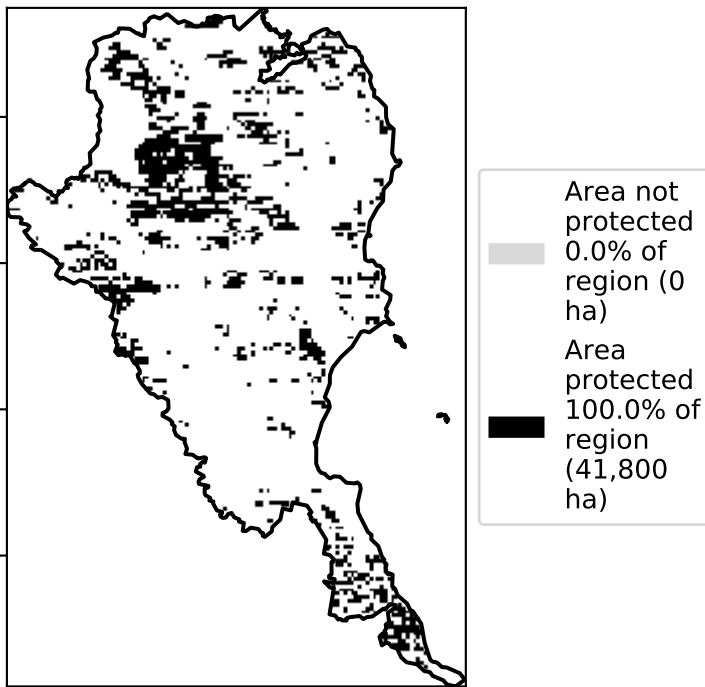 Area not
protected
0.0% of
region (0
ha)
Area
protected
100.0% of
region
(41,800
ha)